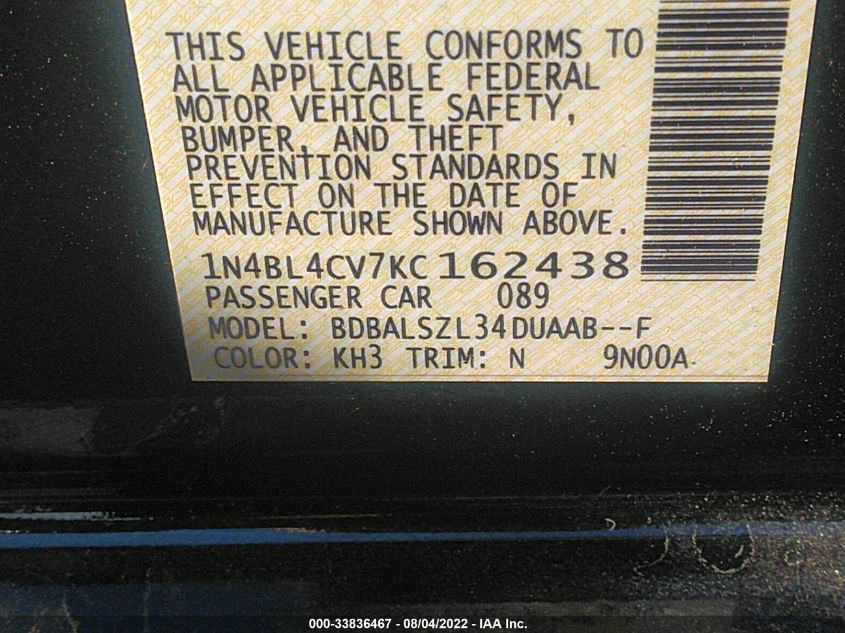 THIS VEHICLE CONFORMS TO
ALL APPLICABLE FEDERAL
MOTOR VEHICLE SAFETY,
BUMPER, AND THEFT
PREVENTION STANDARDS IN
EFFECT ON THE DATE OF
MANUFACTURE SHOWN ABOVE.
1N4BL4CV7KC162438
PASSENGER CAR 089
MODEL: BDBALSZL34DUAAB--F
COLOR: KH3 TRIM: N 9N00A
000-33836467 - 08/04/2022 - IAA Inc.